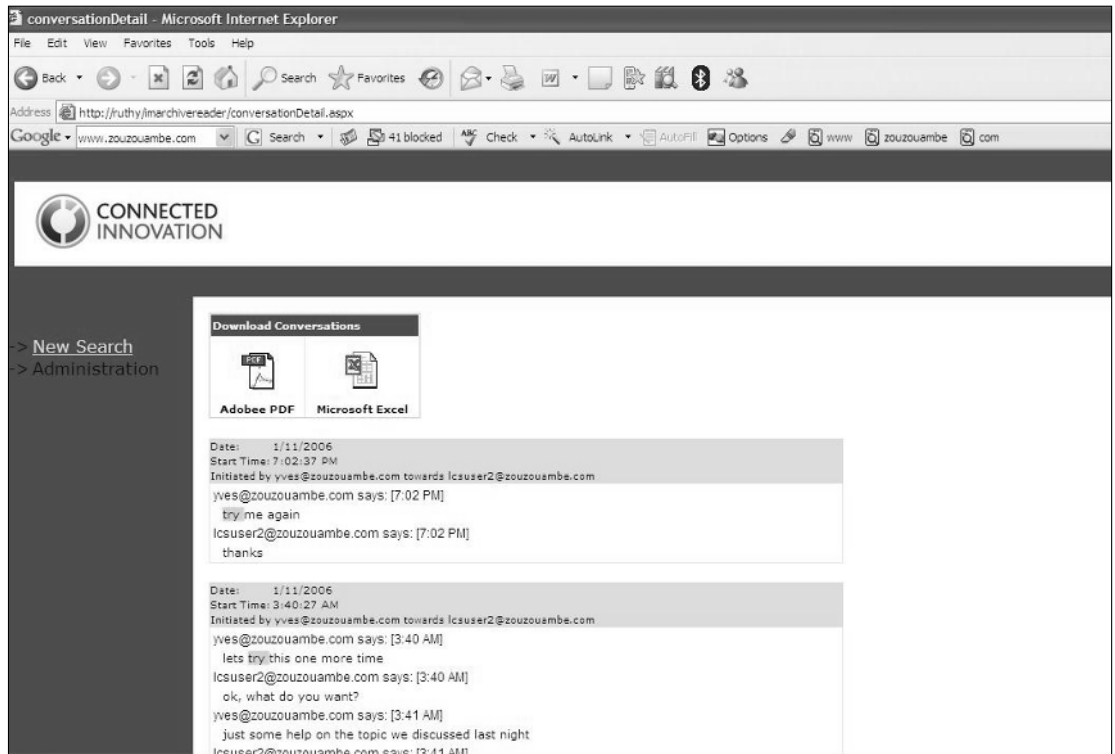 conversationDetail - Microsoft Internet Explorer
File Edit View Favorites Tools Help
Back Search Favorites
Address http://ruthy/imarchivereader/conversationDetail.aspx
Google www.zouzouambe.com Search 41 blocked Check AutoLink AutoFill Options www zouzouambe com
CONNECTED
INNOVATION
-> New Search
-> Administration
Download Conversations
Adobee PDF Microsoft Excel
Date: 1/11/2006
Start Time: 7:02:37 PM
Initiated by yves@zouzouambe.com towards lcsuser2@zouzouambe.com
yves@zouzouambe.com says: [7:02 PM]
try me again
lcsuser2@zouzouambe.com says: [7:02 PM]
thanks
Date: 1/11/2006
Start Time: 3:40:27 AM
Initiated by yves@zouzouambe.com towards lcsuser2@zouzouambe.com
yves@zouzouambe.com says: [3:40 AM]
lets try this one more time
lcsuser2@zouzouambe.com says: [3:40 AM]
ok, what do you want?
yves@zouzouambe.com says: [3:41 AM]
just some help on the topic we discussed last night
lcsuser2@zouzouambe.com says: [3:41 AM]